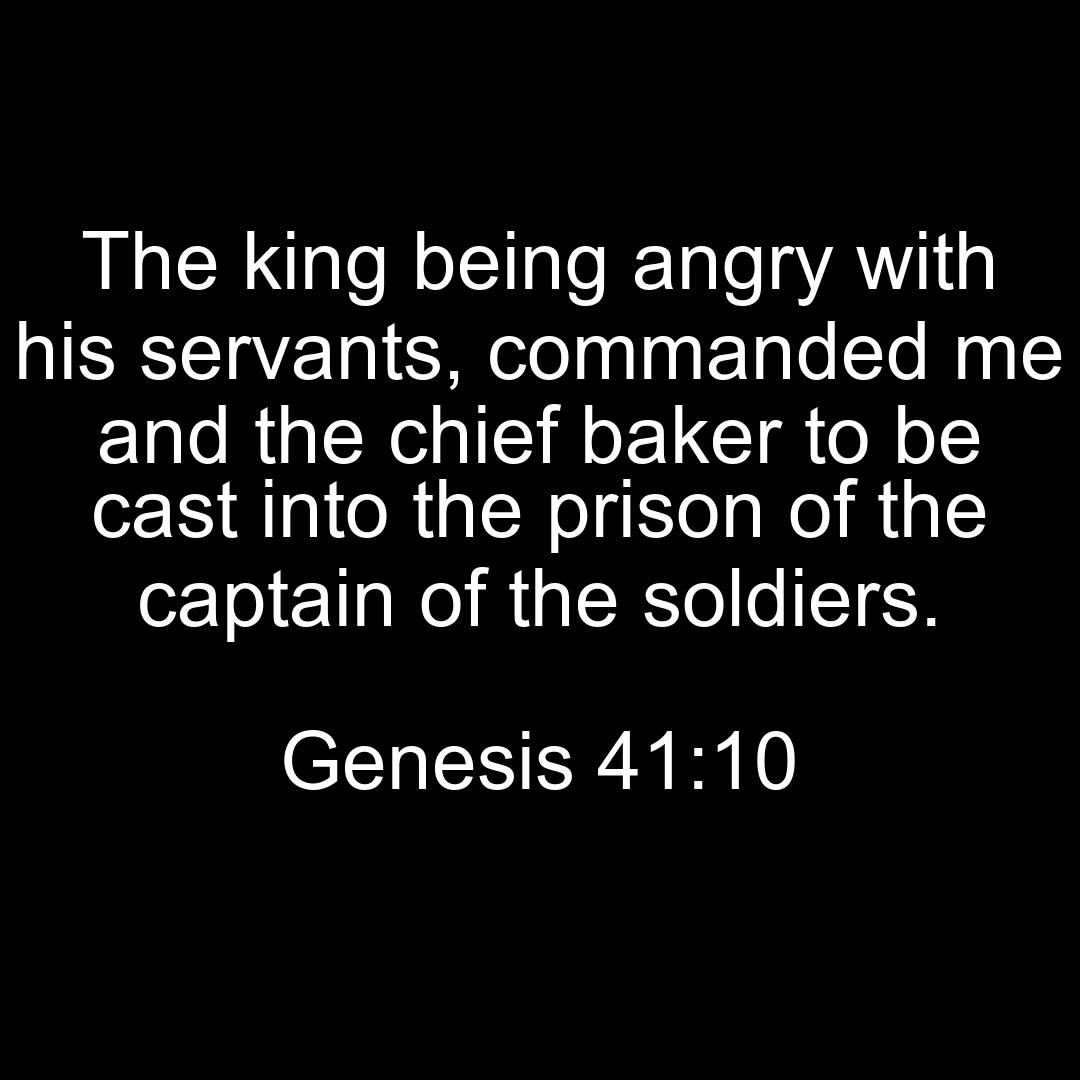 The king being angry with
his servants, commanded me
and the chief baker to be
cast into the prison of the
captain of the soldiers.
Genesis 41:10